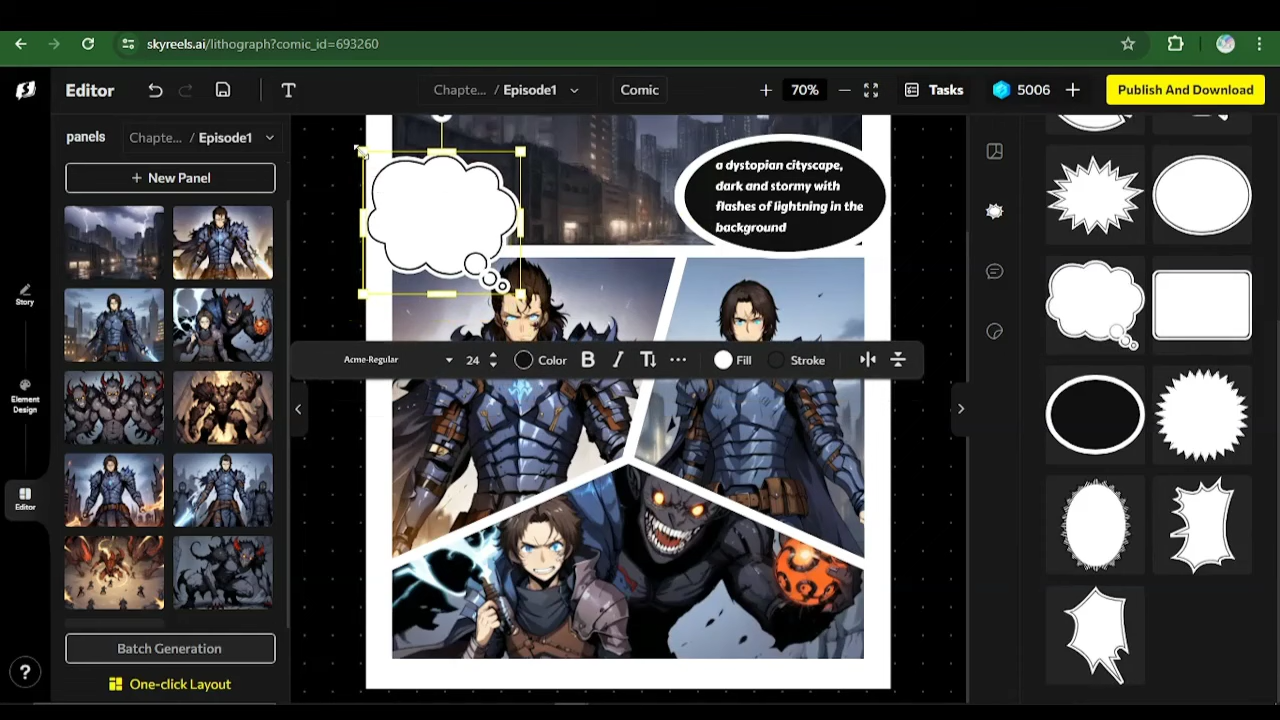 skyreels.ai/lithograph?comic_id=693260
Editor
T
Chapte... / Episode1
Comic
70%
Tasks
5006
Publish And Download
panels
Chapte... / Episode1
+ New Panel
a dystopian cityscape,
dark and stormy with
flashes of lightning in the
background
Story
Acme-Regular
24
Color
B
I
Fill
Stroke
Element
Design
Editor
Batch Generation
One-click Layout
?